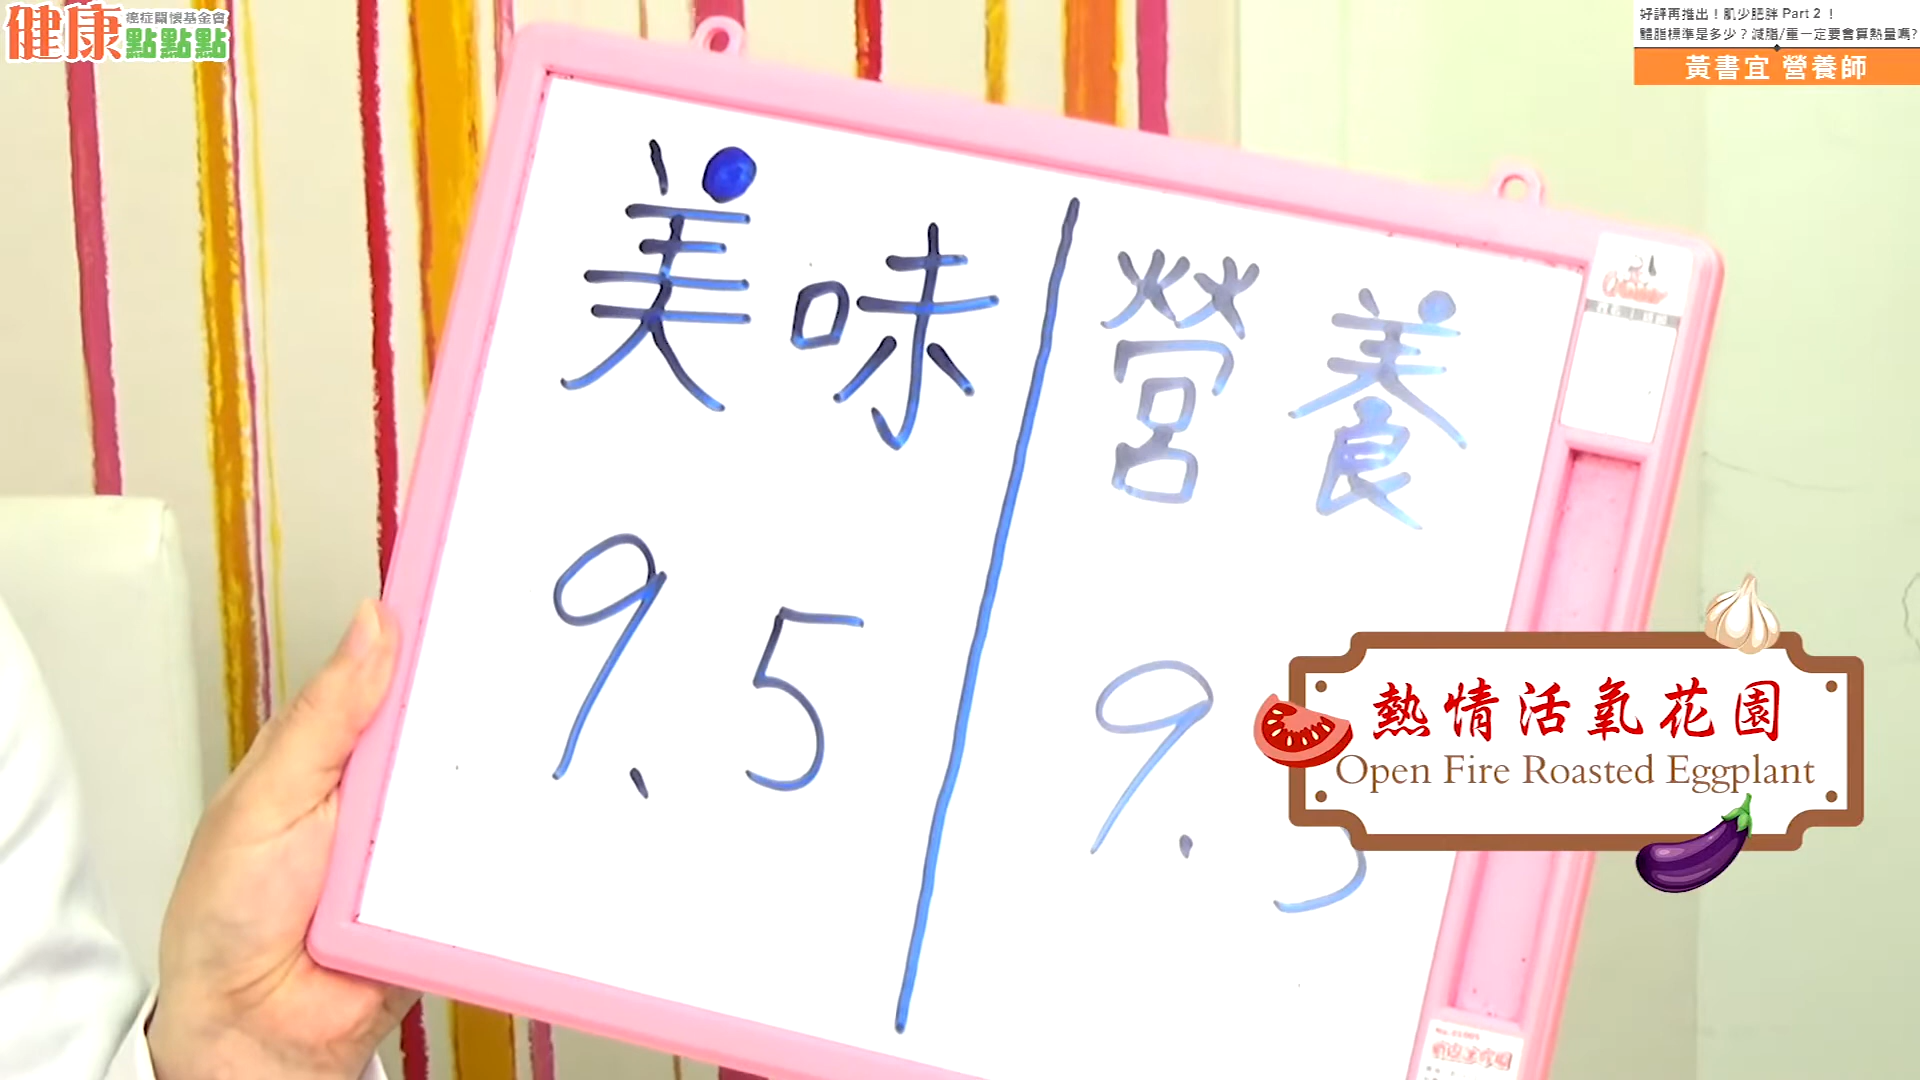 健康
癌症關懷基金會
點點點
好評再推出！肌少肥胖 Part 2 ！
體脂標準是多少？減脂/重一定要會算熱量嗎?
黃書宜 營養師
美味
營養
9.5
9.5
熱情活氧花園
Open Fire Roasted Eggplant